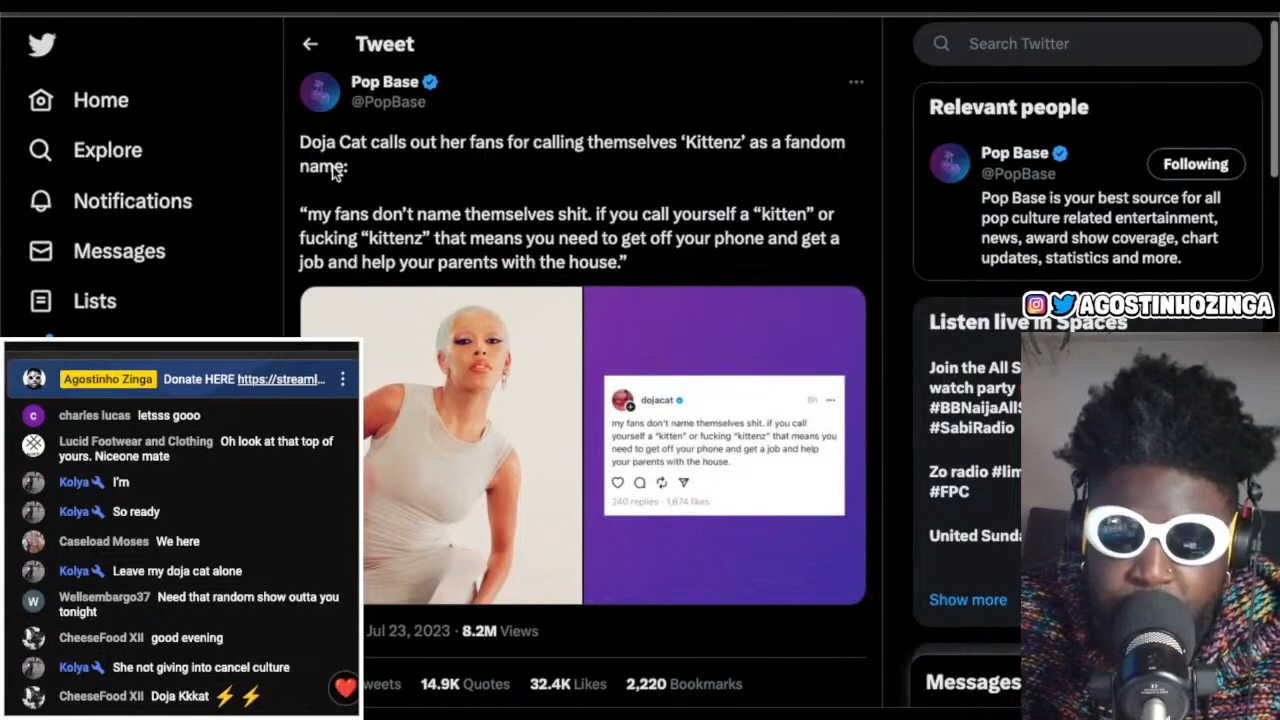 Home
Explore
Notifications
Messages
Lists
Tweet
Pop Base
@PopBase
Doja Cat calls out her fans for calling themselves ‘Kittenz’ as a fandom
name:
“my fans don’t name themselves shit. if you call yourself a “kitten” or
fucking “kittenz” that means you need to get off your phone and get a
job and help your parents with the house.”
dojacat
6h
my fans don’t name themselves shit. if you call
yourself a “kitten” or fucking “kittenz” that means you
need to get off your phone and get a job and help
your parents with the house.
240 replies · 1,674 likes
Jul 23, 2023 · 8.2M Views
weets 14.9K Quotes 32.4K Likes 2,220 Bookmarks
Search Twitter
Relevant people
Pop Base
@PopBase
Following
Pop Base is your best source for all
pop culture related entertainment,
news, award show coverage, chart
updates, statistics and more.
AGOSTINHOZINGA
Listen live in Spaces
Join the All S
watch party
#BBNaijaAllS
#SabiRadio
Zo radio #lim
#FPC
United Sunda
Show more
Messages
Agostinho Zinga Donate HERE https://streaml...
charles lucas letsss gooo
Lucid Footwear and Clothing Oh look at that top of
yours. Niceone mate
Kolya I’m
Kolya So ready
Caseload Moses We here
Kolya Leave my doja cat alone
Wellsembargo37 Need that random show outta you
tonight
CheeseFood XII good evening
Kolya She not giving into cancel culture
CheeseFood XII Doja Kkkat ⚡⚡